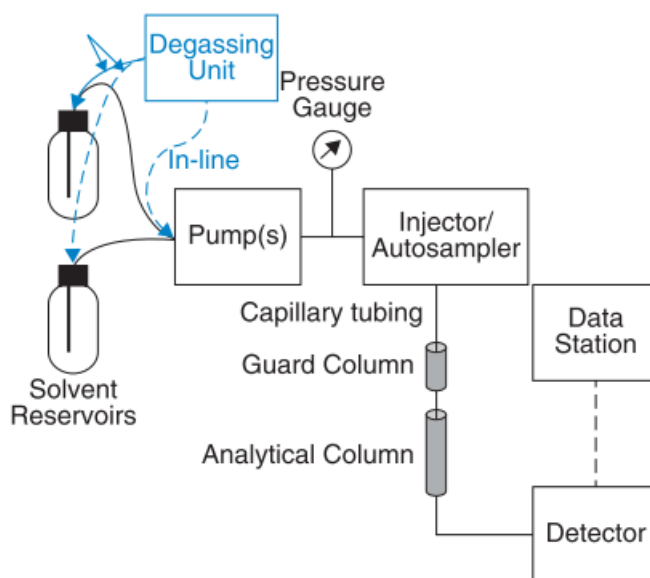 Degassing
Unit
Pressure
Gauge
In-line
Pump(s)
Injector/
Autosampler
Capillary tubing
Data
Station
Guard Column
Solvent
Reservoirs
Analytical Column
Detector